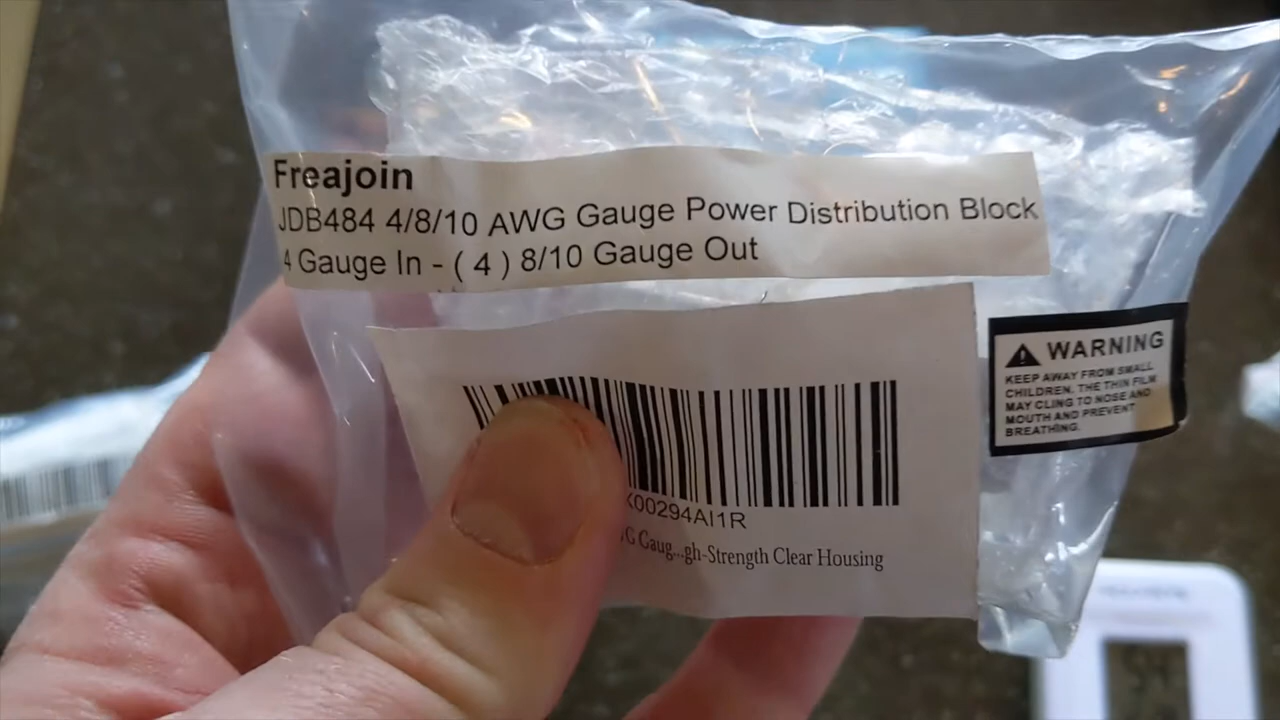 Freajoin
JDB484 4/8/10 AWG Gauge Power Distribution Block
4 Gauge In - ( 4 ) 8/10 Gauge Out
WARNING
KEEP AWAY FROM SMALL
CHILDREN. THE THIN FILM
MAY CLING TO NOSE AND
MOUTH AND PREVENT
BREATHING.
X00294AI1R
Gaug...gh-Strength Clear Housing